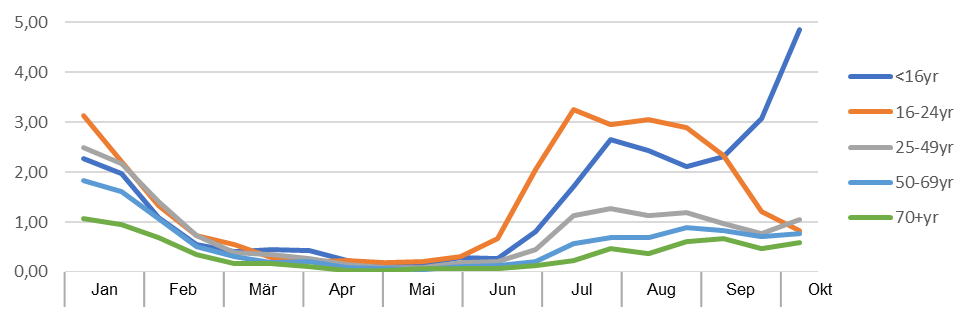 5,00
4,00
3,00
2,00
1,00
0,00
Jan Feb Mär Apr Mai Jun Jul Aug Sep Okt
<16yr
16-24yr
25-49yr
50-69yr
70+yr